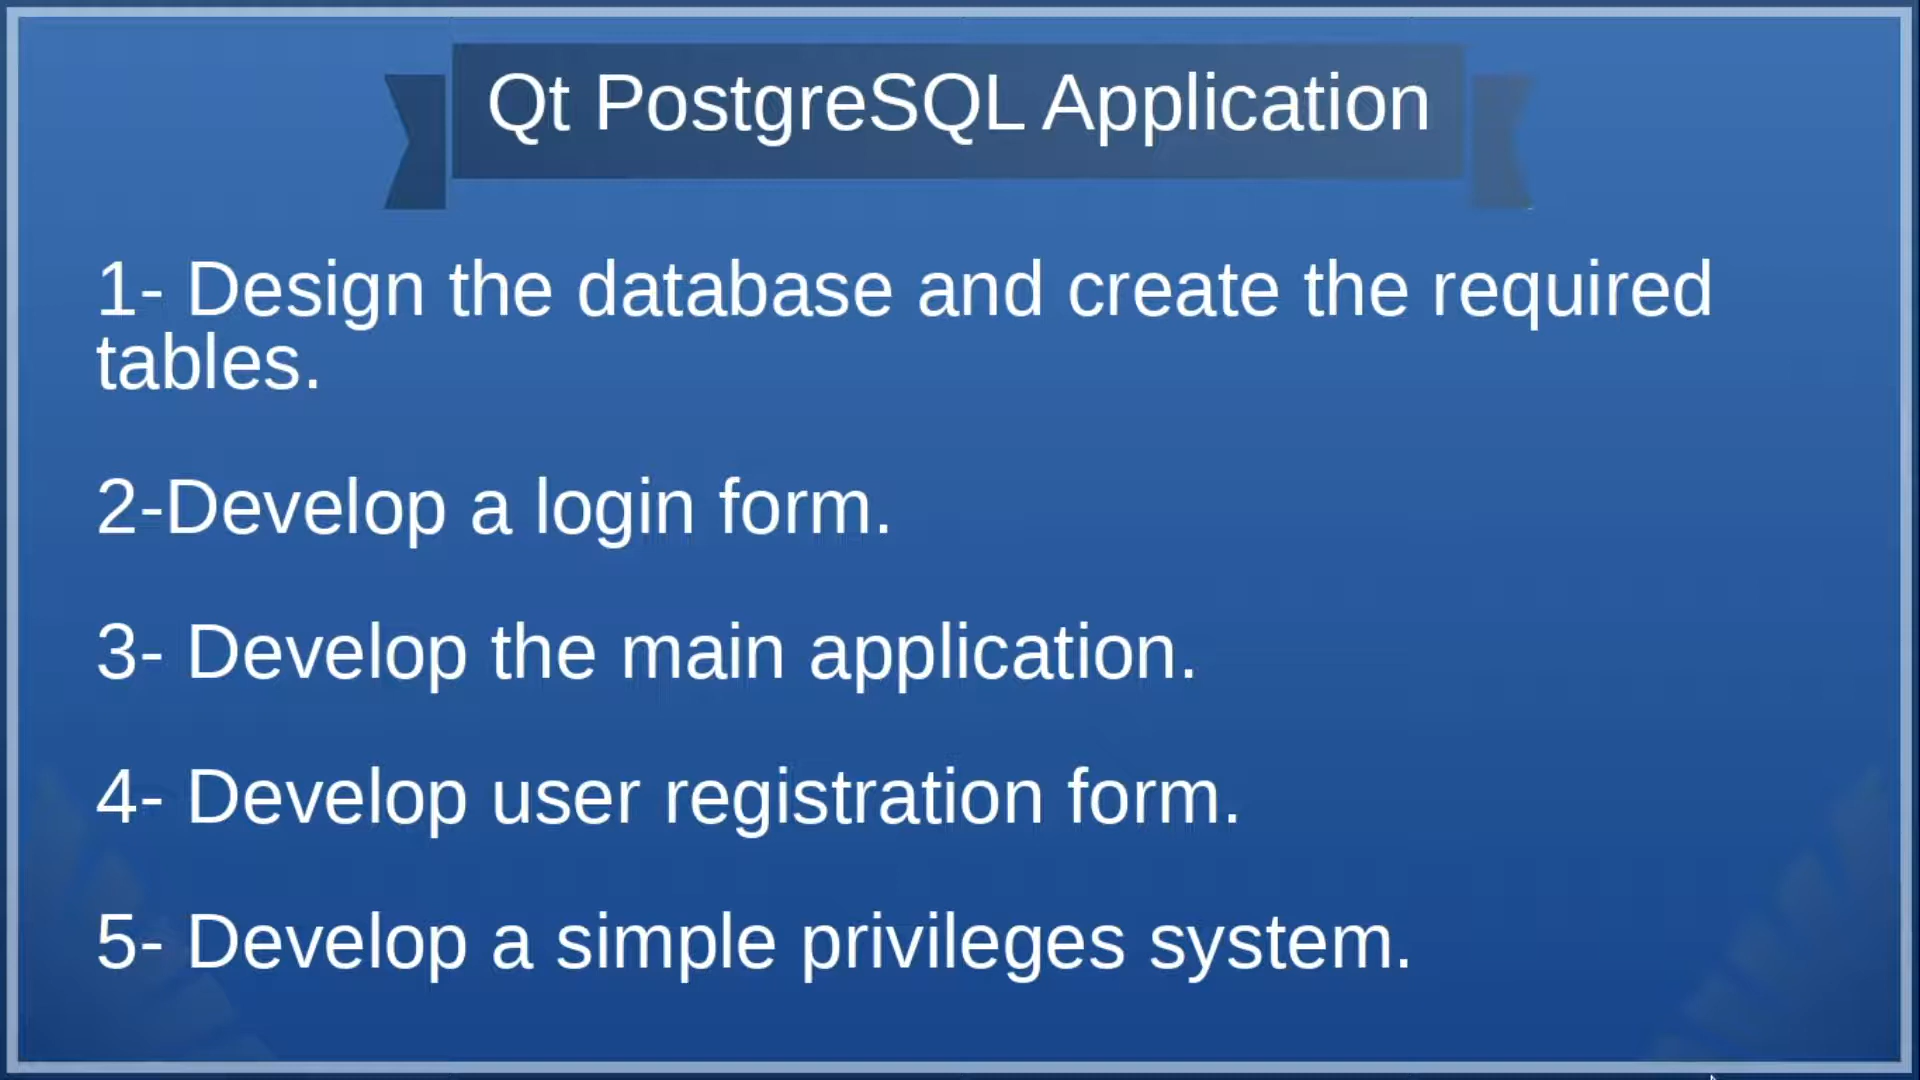 Qt PostgreSQL Application
1- Design the database and create the required
tables.
2-Develop a login form.
3- Develop the main application.
4- Develop user registration form.
5- Develop a simple privileges system.